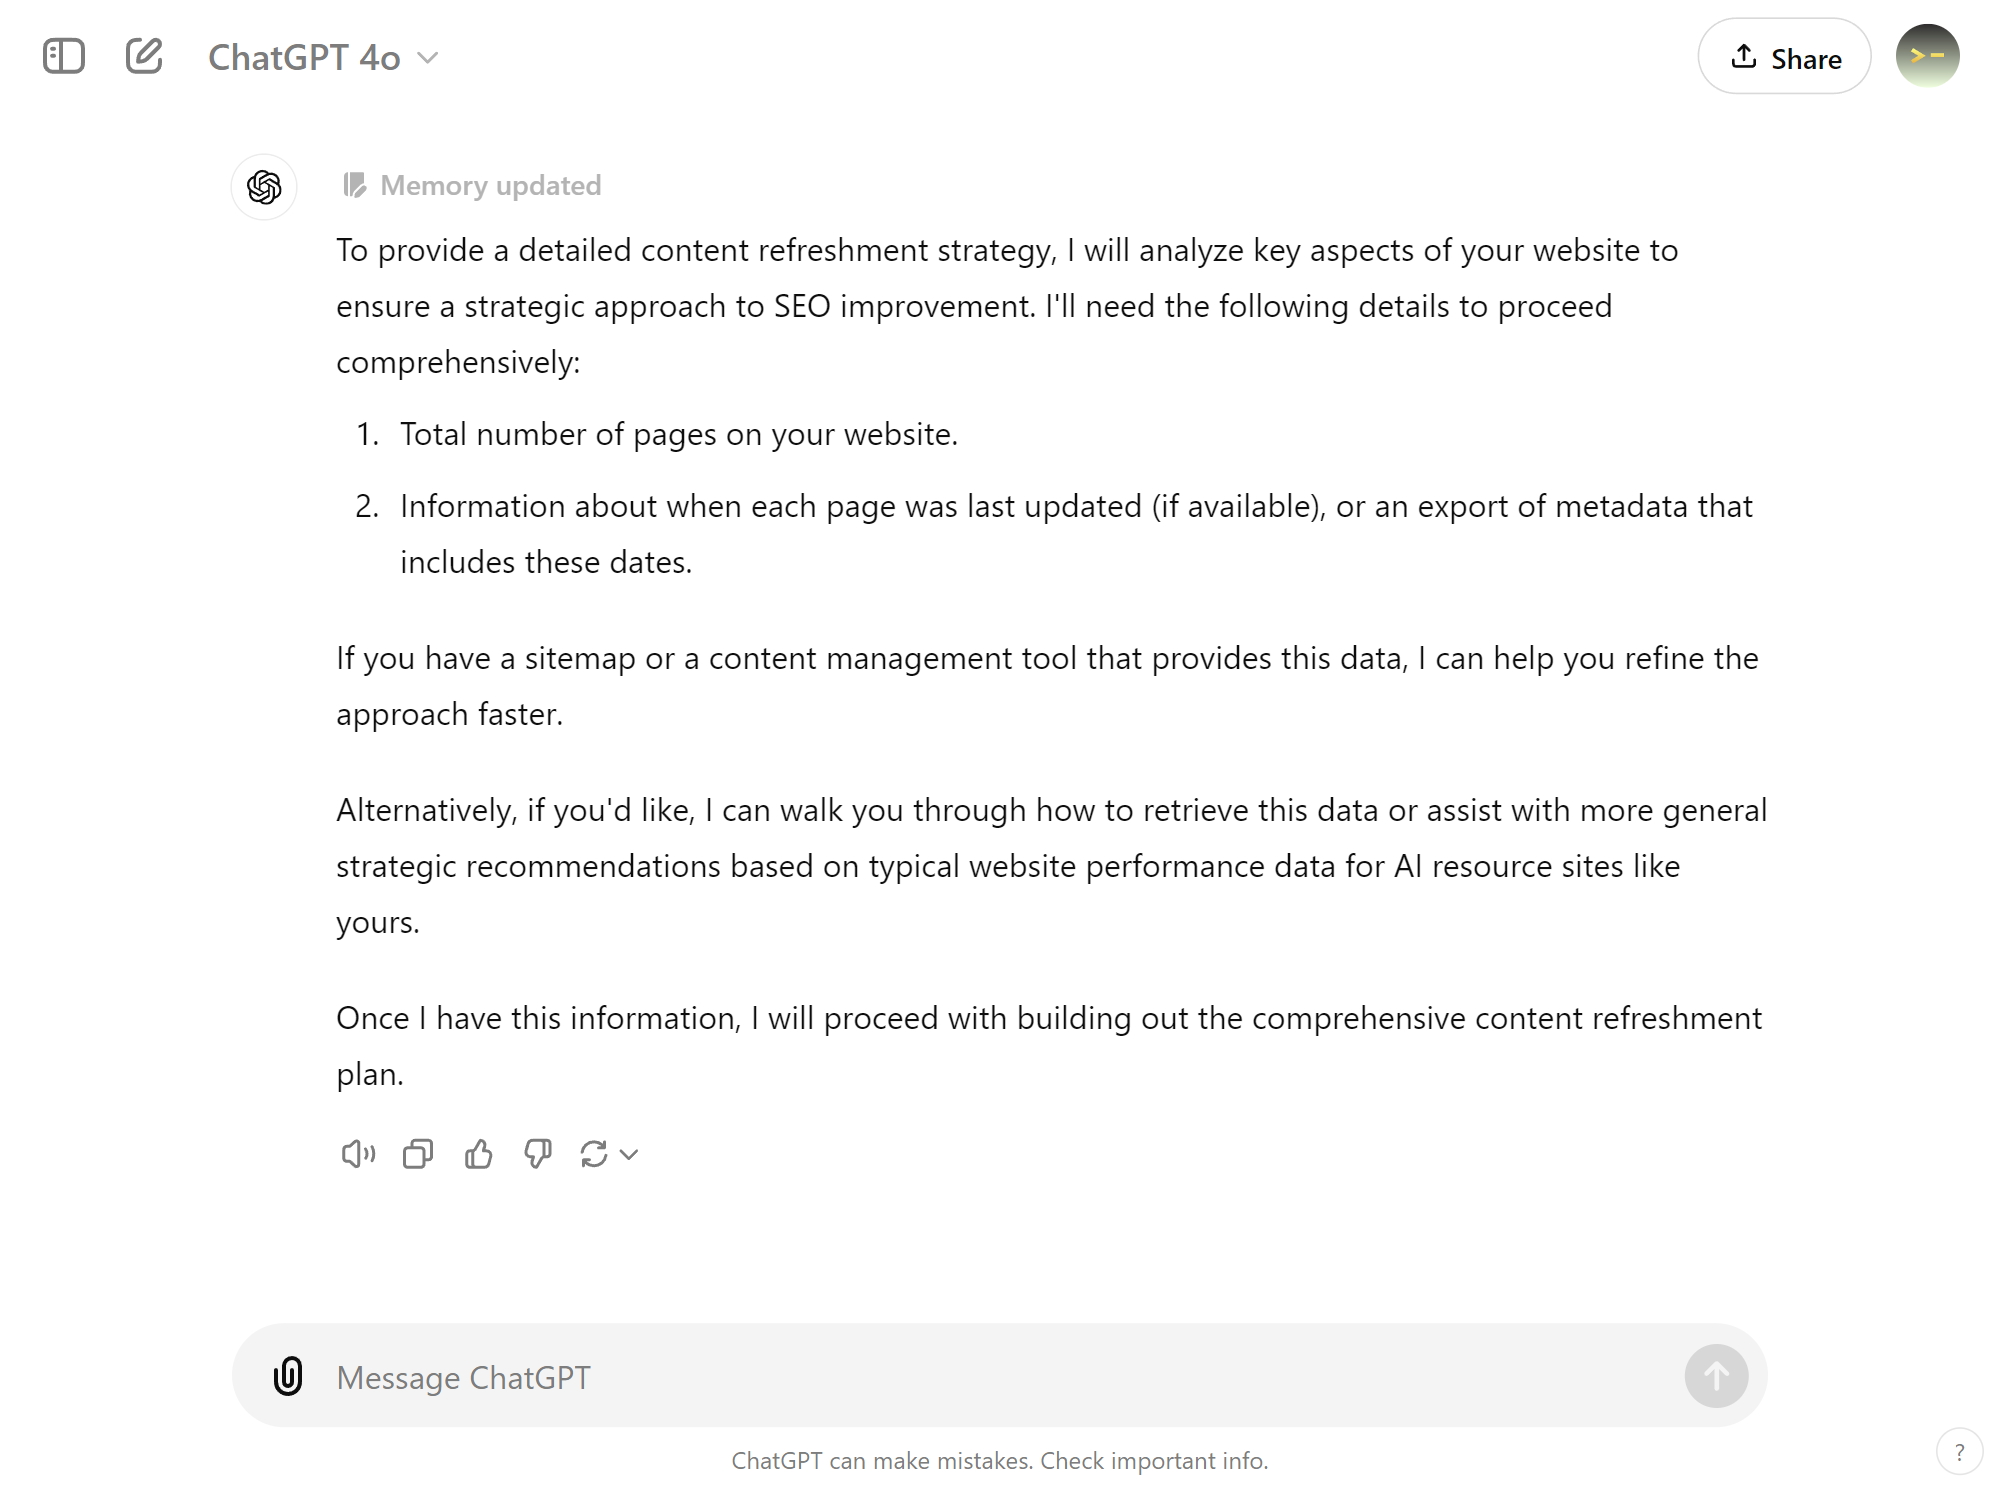 ChatGPT 4o
Share
>-
Memory updated
To provide a detailed content refreshment strategy, I will analyze key aspects of your website to
ensure a strategic approach to SEO improvement. I'll need the following details to proceed
comprehensively:
1. Total number of pages on your website.
2. Information about when each page was last updated (if available), or an export of metadata that
includes these dates.
If you have a sitemap or a content management tool that provides this data, I can help you refine the
approach faster.
Alternatively, if you'd like, I can walk you through how to retrieve this data or assist with more general
strategic recommendations based on typical website performance data for AI resource sites like
yours.
Once I have this information, I will proceed with building out the comprehensive content refreshment
plan.
Message ChatGPT
ChatGPT can make mistakes. Check important info.
?